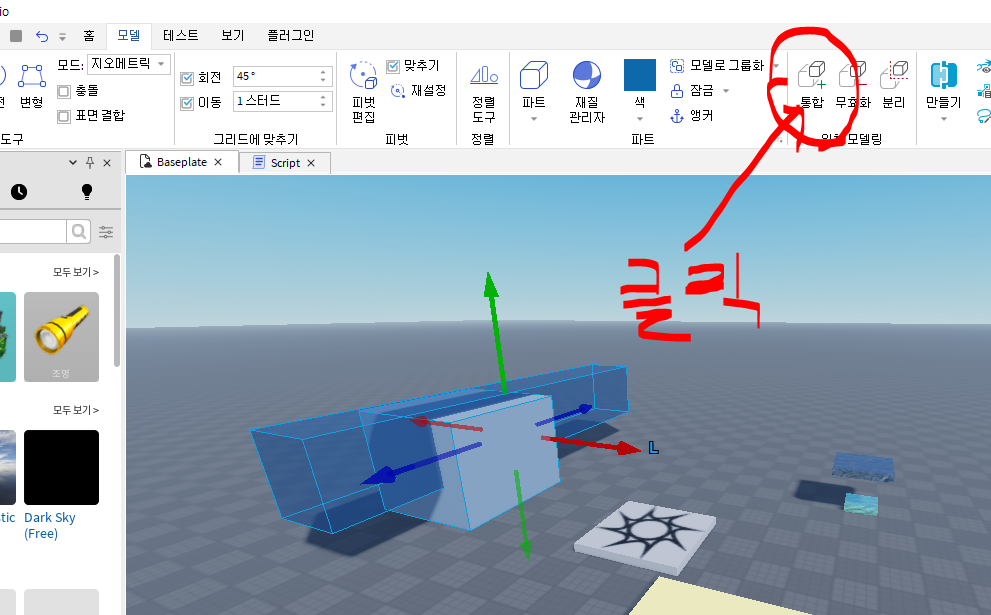 io
홈 모델 테스트 보기 플러그인
모드: 지오메트릭
충돌
표면 결합
변형
전
도구
회전 45°
이동 1 스터드
그리드에 맞추기
피벗
편집
맞추기
재설정
피벗
정렬
도구
정렬
파트
재질
관리자
색
모델로 그룹화
잠금
앵커
파트
통합
무효화
분리
모델링
만들기
Baseplate
Script
모두 보기 >
조명
모두 보기 >
stic
Dark Sky
(Free)
클릭
L